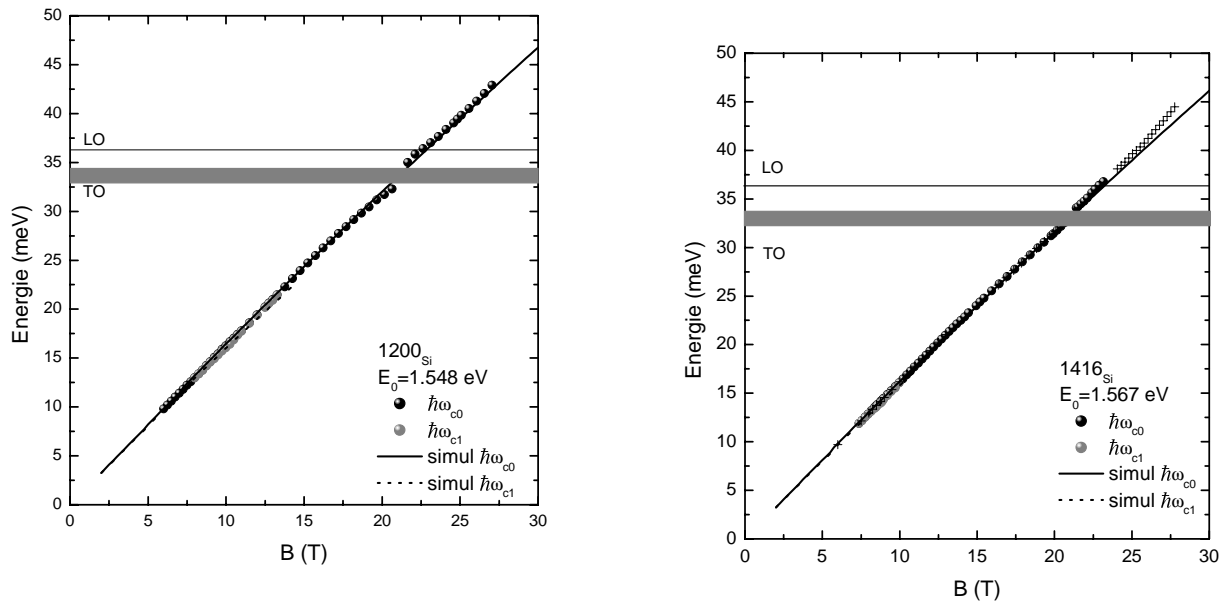 50
45
40
35
30
25
20
15
10
5
0
Energie (meV)
LO
TO
1200Si
E0=1.548 eV
ħωc0
ħωc1
simul ħωc0
simul ħωc1
0 5 10 15 20 25 30
B (T)
50
45
40
35
30
25
20
15
10
5
0
Energie (meV)
LO
TO
1416Si
E0=1.567 eV
ħωc0
ħωc1
simul ħωc0
simul ħωc1
0 5 10 15 20 25 30
B (T)